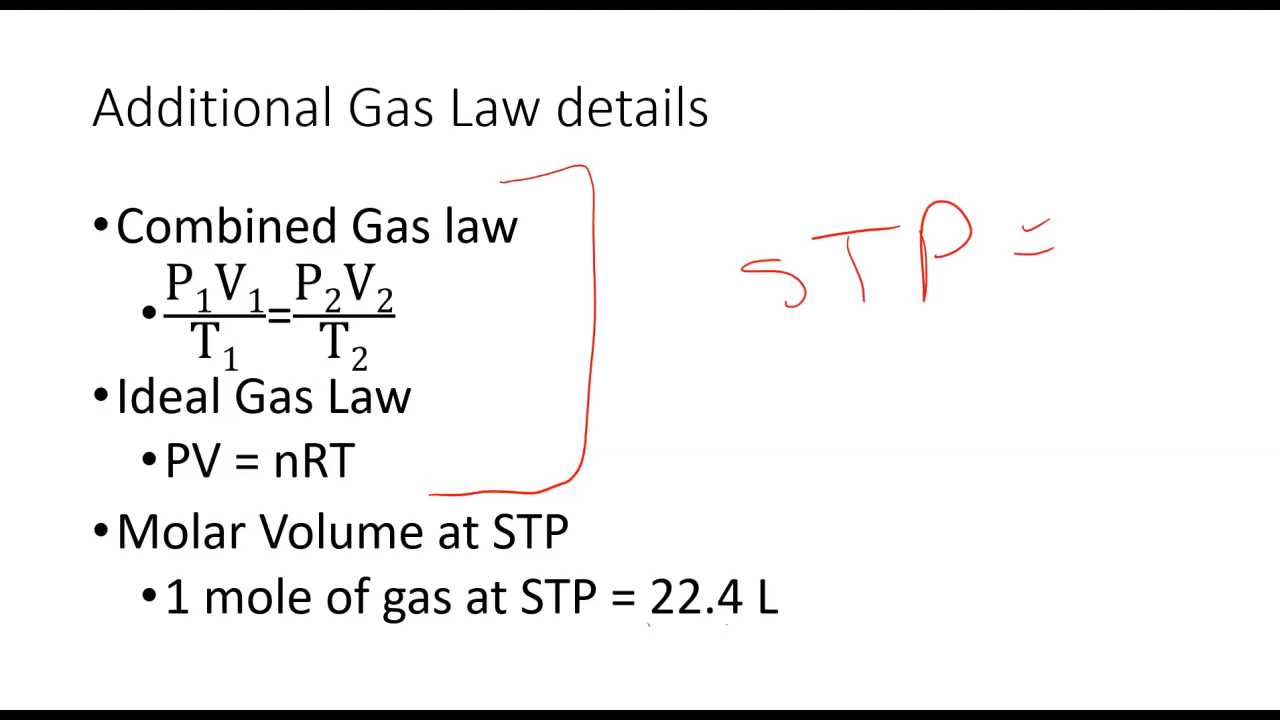 Additional Gas Law details
•Combined Gas law
•P₁V₁/T₁=P₂V₂/T₂
•Ideal Gas Law
•PV = nRT
•Molar Volume at STP
•1 mole of gas at STP = 22.4 L
STP =